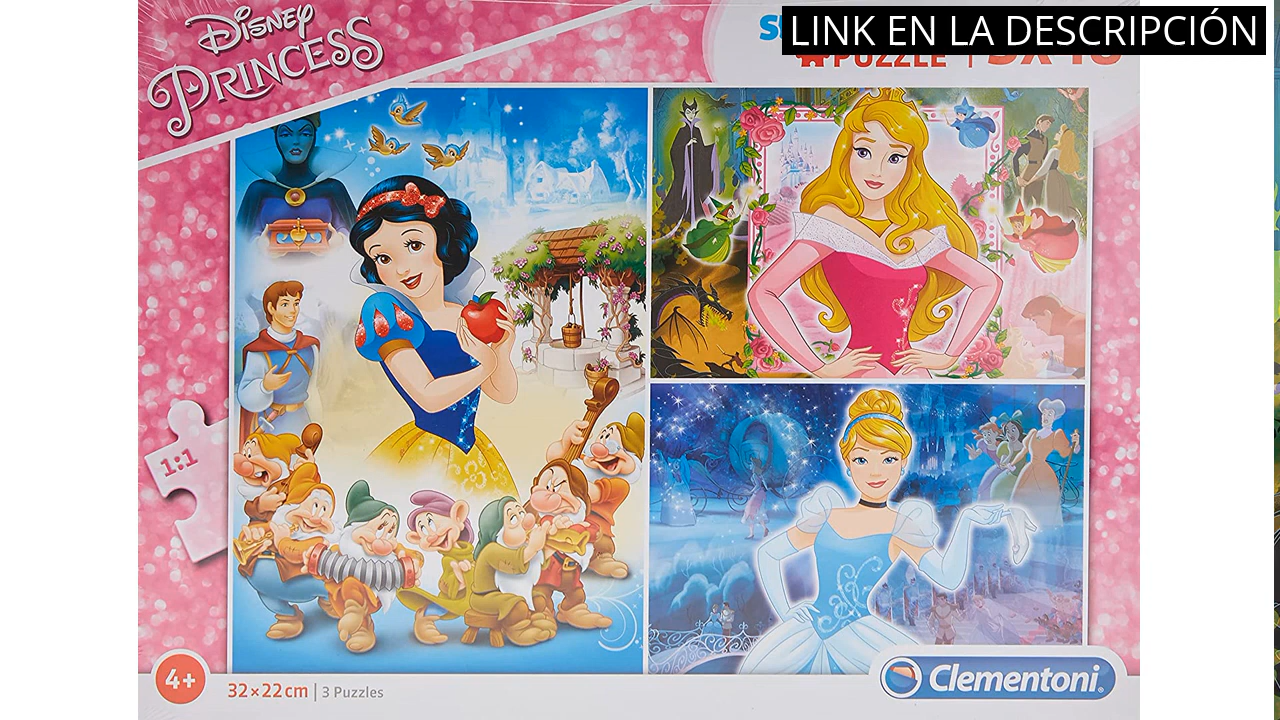 LINK EN LA DESCRIPCIÓN
DISNEY
PRINCESS
PUZZLE |
1:1
4+
32×22cm | 3 Puzzles
Clementoni®